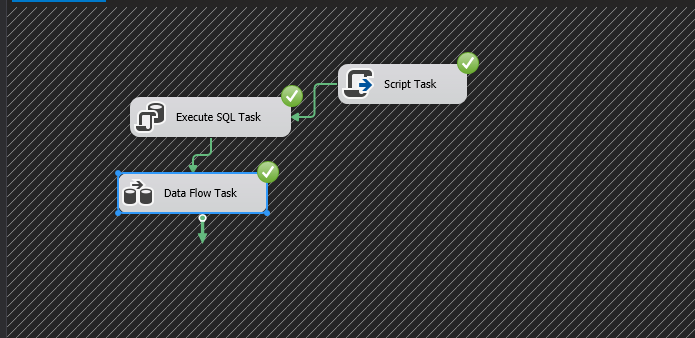 Script Task
Execute SQL Task
Data Flow Task